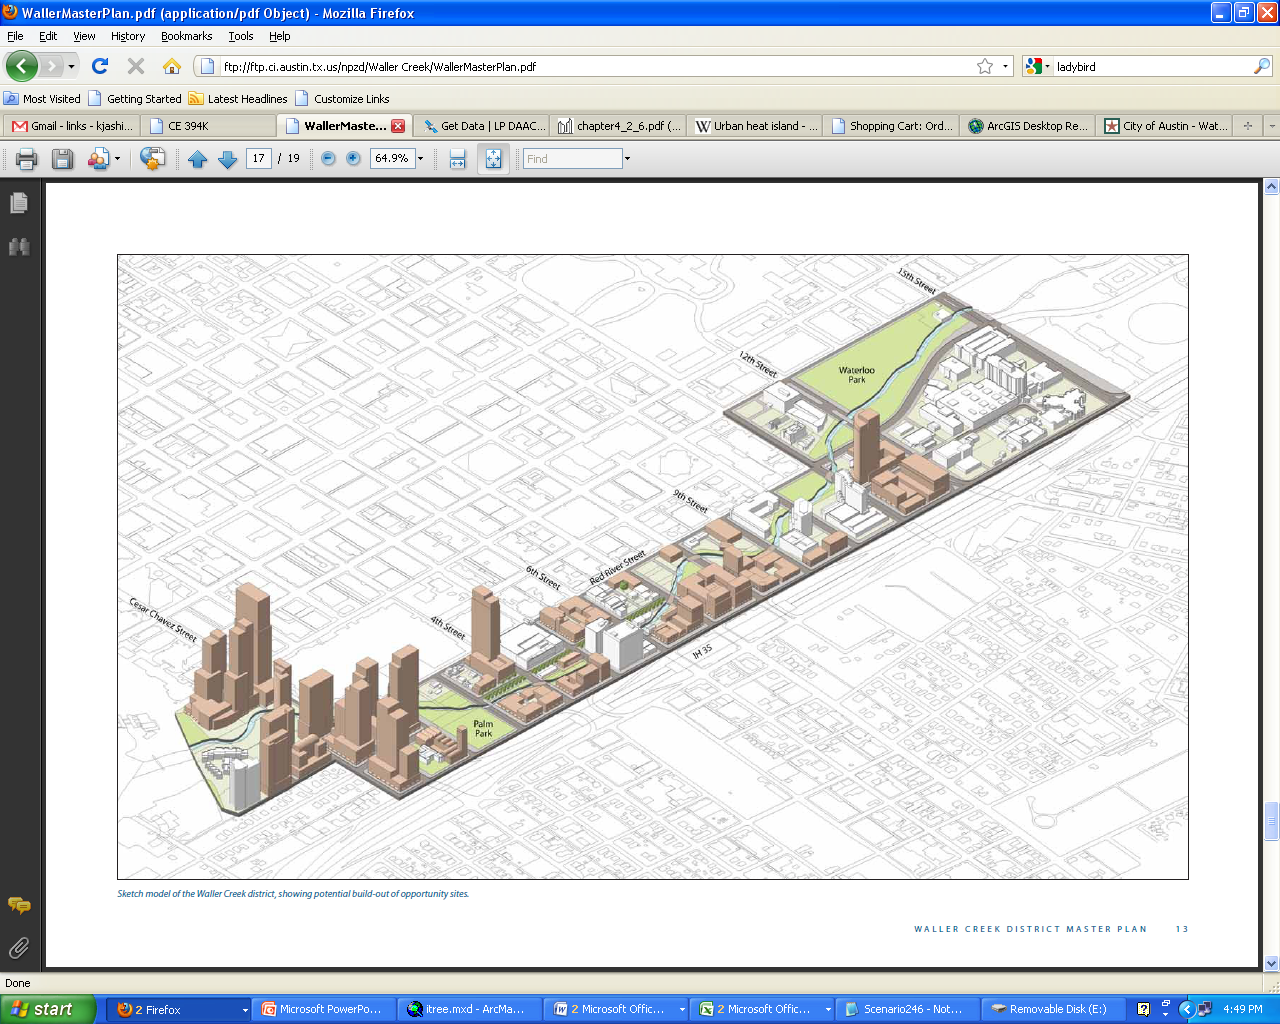 WallerMasterPlan.pdf (application/pdf Object) - Mozilla Firefox
File Edit View History Bookmarks Tools Help
ftp://ftp.ci.austin.tx.us/npzd/Waller Creek/WallerMasterPlan.pdf
ladybird
Most Visited Getting Started Latest Headlines Customize Links
Gmail - links - kjashi... CE 394K WallerMaste... Get Data | LP DAAC... chapter4_2_6.pdf (... Urban heat island - ... Shopping Cart: Ord... ArcGIS Desktop Re... City of Austin - Wat...
17 / 19 64.9% Find
15th Street
12th Street
Waterloo
Park
9th Street
Red River Street
6th Street
Cesar Chavez Street
4th Street
IH 35
Palm
Park
Sketch model of the Waller Creek district, showing potential build-out of opportunity sites.
WALLER CREEK DISTRICT MASTER PLAN 13
Done
start 2 Firefox Microsoft PowerPo... itree.mxd - ArcMa... 2 Microsoft Offic... 2 Microsoft Offic... Scenario246 - Not... Removable Disk (E:) 4:49 PM